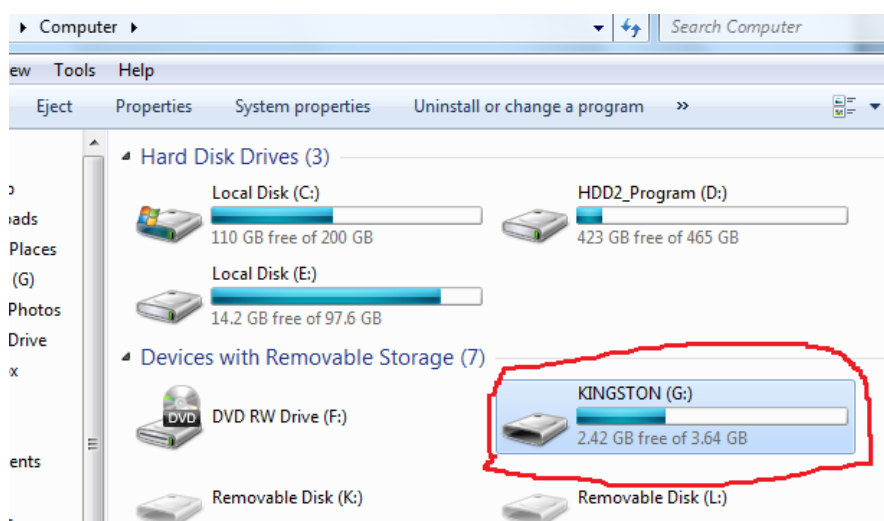 Computer
Search Computer
ew Tools Help
Eject Properties System properties Uninstall or change a program »
Hard Disk Drives (3)
Local Disk (C:)
110 GB free of 200 GB
HDD2_Program (D:)
423 GB free of 465 GB
Local Disk (E:)
14.2 GB free of 97.6 GB
Devices with Removable Storage (7)
DVD
DVD RW Drive (F:)
KINGSTON (G:)
2.42 GB free of 3.64 GB
Removable Disk (K:)
Removable Disk (L:)
oads
Places
(G)
Photos
Drive
x
ents